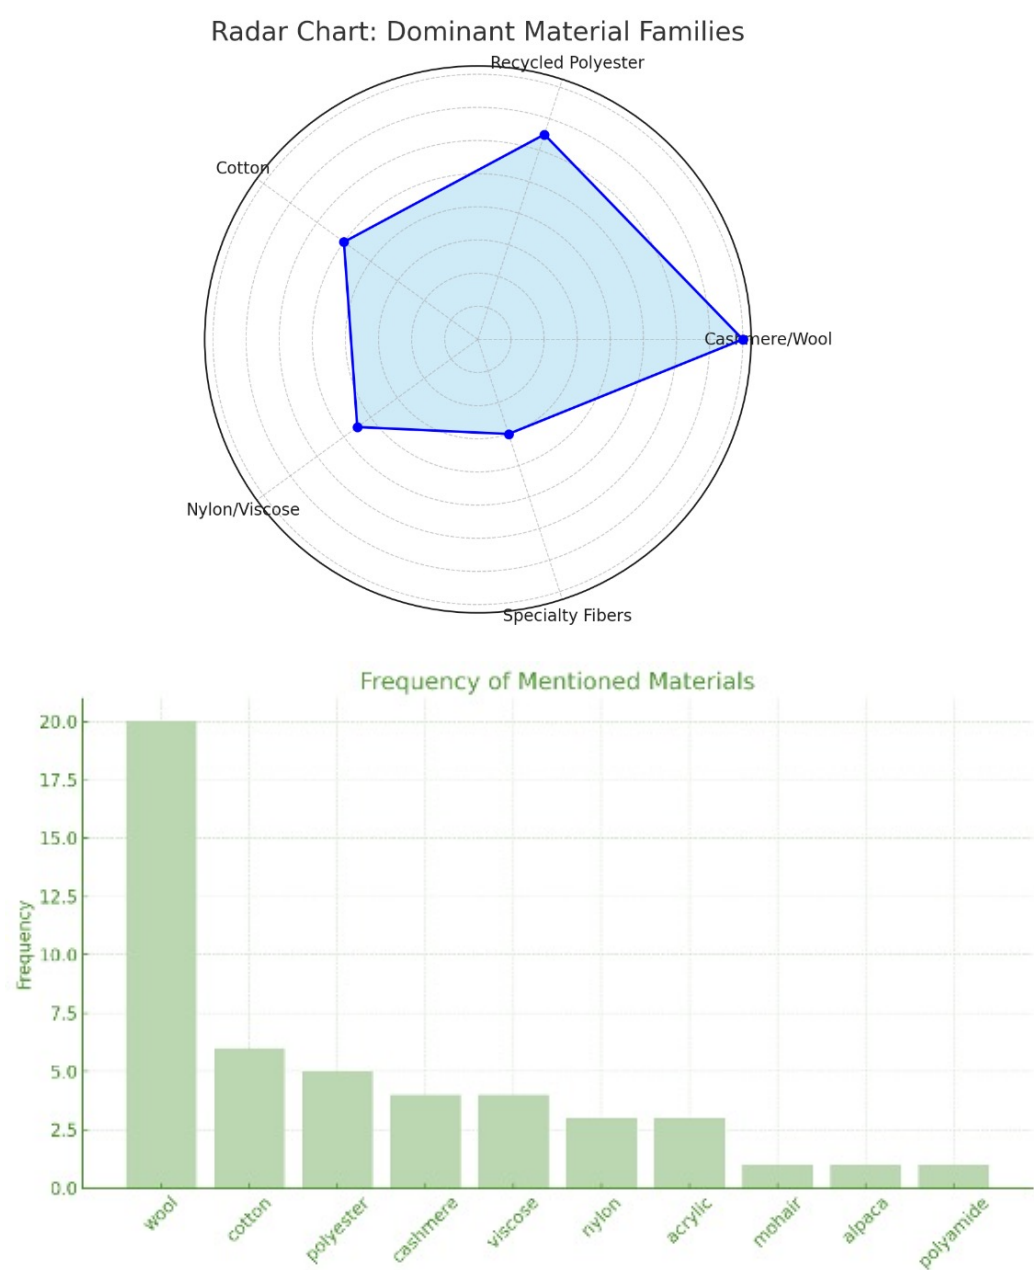 Radar Chart: Dominant Material Families
Recycled Polyester
Cotton
Cashmere/Wool
Nylon/Viscose
Specialty Fibers
Frequency of Mentioned Materials
20.0
17.5
15.0
12.5
10.0
7.5
5.0
2.5
0.0
Frequency
wool
cotton
polyester
cashmere
viscose
nylon
acrylic
mohair
alpaca
polyamide